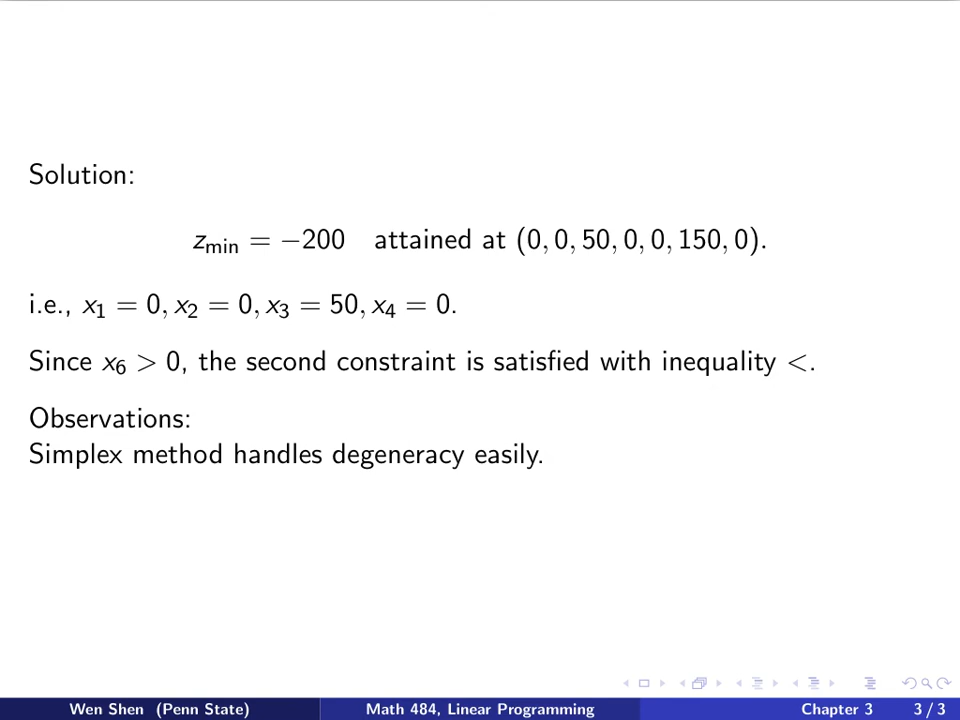 Solution:
z_min = −200 attained at (0, 0, 50, 0, 0, 150, 0).
i.e., x₁ = 0, x₂ = 0, x₃ = 50, x₄ = 0.
Since x₆ > 0, the second constraint is satisfied with inequality <.
Observations:
Simplex method handles degeneracy easily.
Wen Shen (Penn State) Math 484, Linear Programming Chapter 3 3 / 3